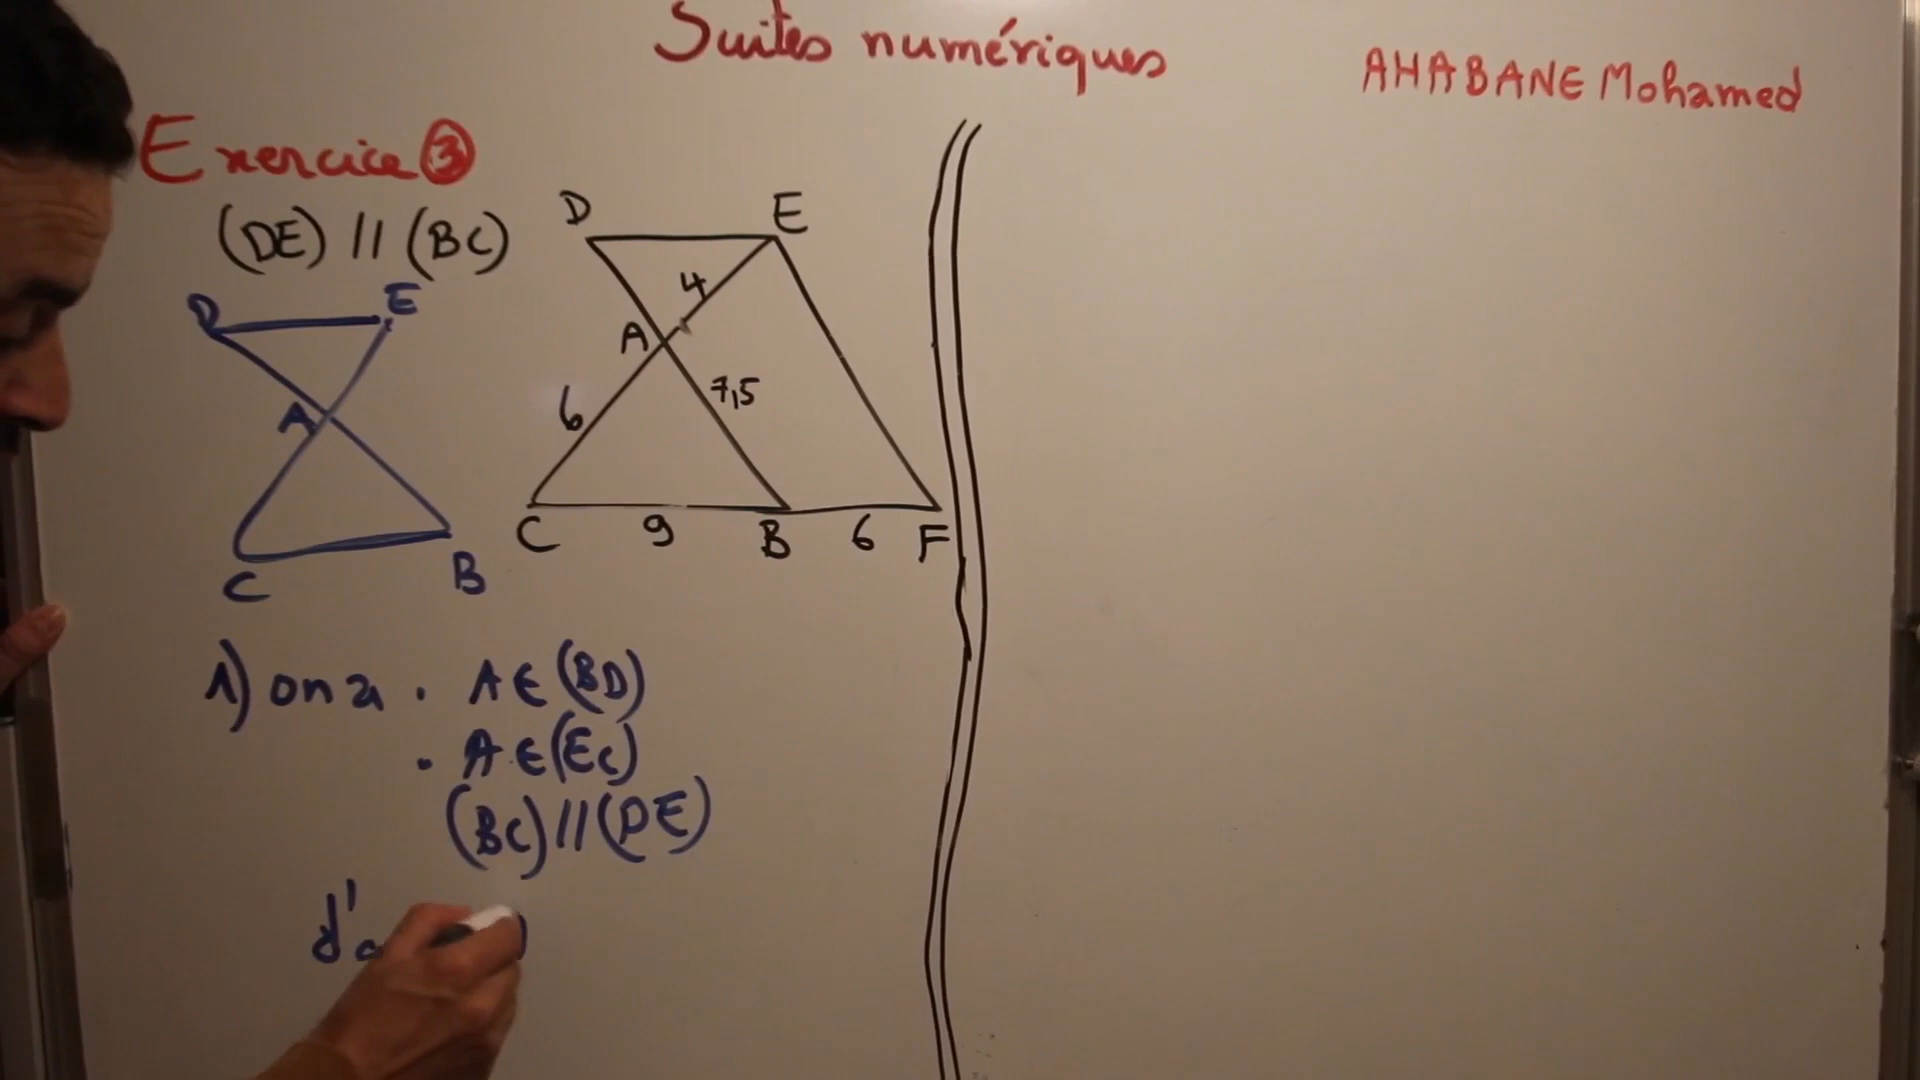 Suites numériques
AHABANE Mohamed
Exercice 3
(DE) // (BC)
D E
A
C B
D E
4
A
6 7,5
C 9 B 6 F
1) on a . A ∈ (BD)
. A ∈ (EC)
(BC) // (DE)